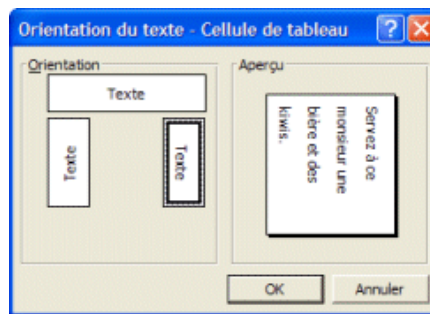 Orientation du texte - Cellule de tableau
Orientation
Texte
Texte
Texte
Aperçu
Servez à ce
monsieur une
bière et des
kiwis.
OK
Annuler